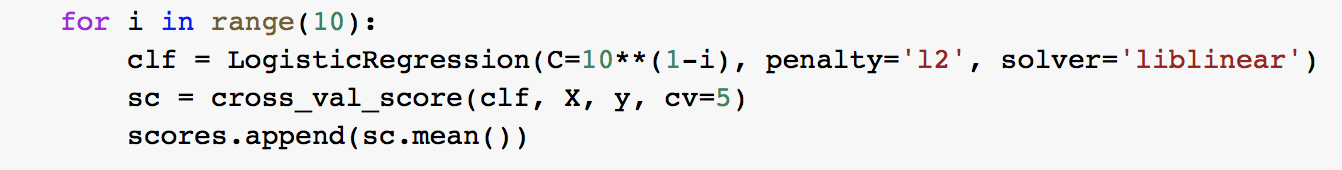 for i in range(10):
clf = LogisticRegression(C=10**(1-i), penalty='l2', solver='liblinear')
sc = cross_val_score(clf, X, y, cv=5)
scores.append(sc.mean())